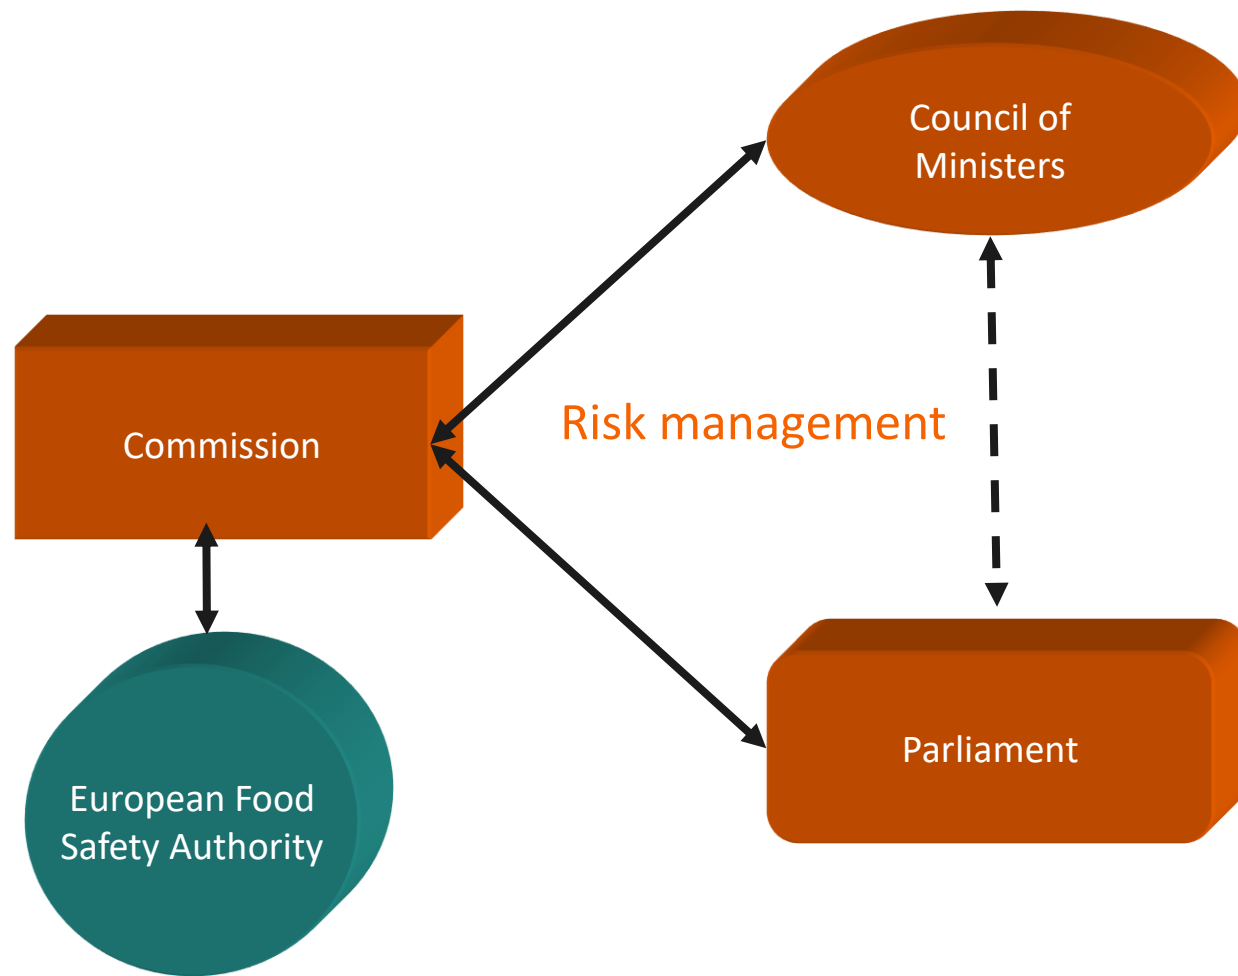 Council of
Ministers
Risk management
Commission
Parliament
European Food
Safety Authority